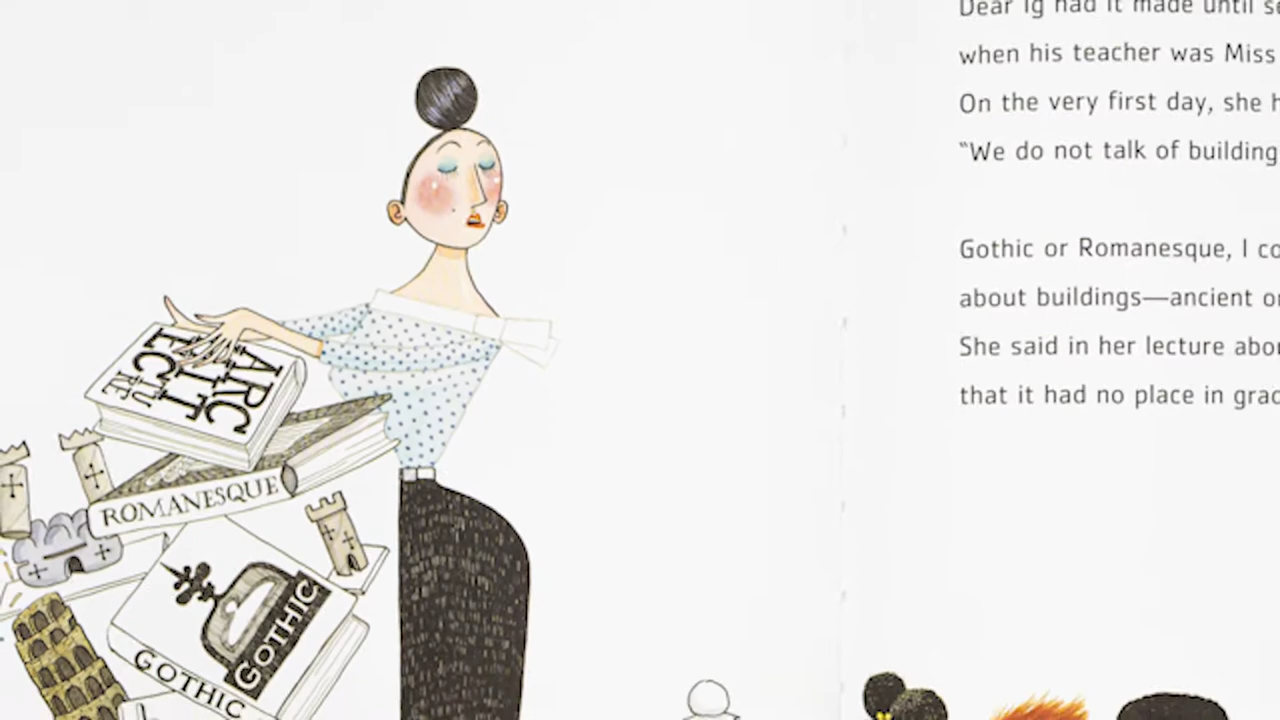 ARC
HIT
ECTU
RE
ROMANESQUE
GOTHIC
GOTHIC
Dear Ig had it made until
when his teacher was Miss
On the very first day, she
“We do not talk of building
Gothic or Romanesque, I
about buildings—ancient
She said in her lecture
that it had no place in